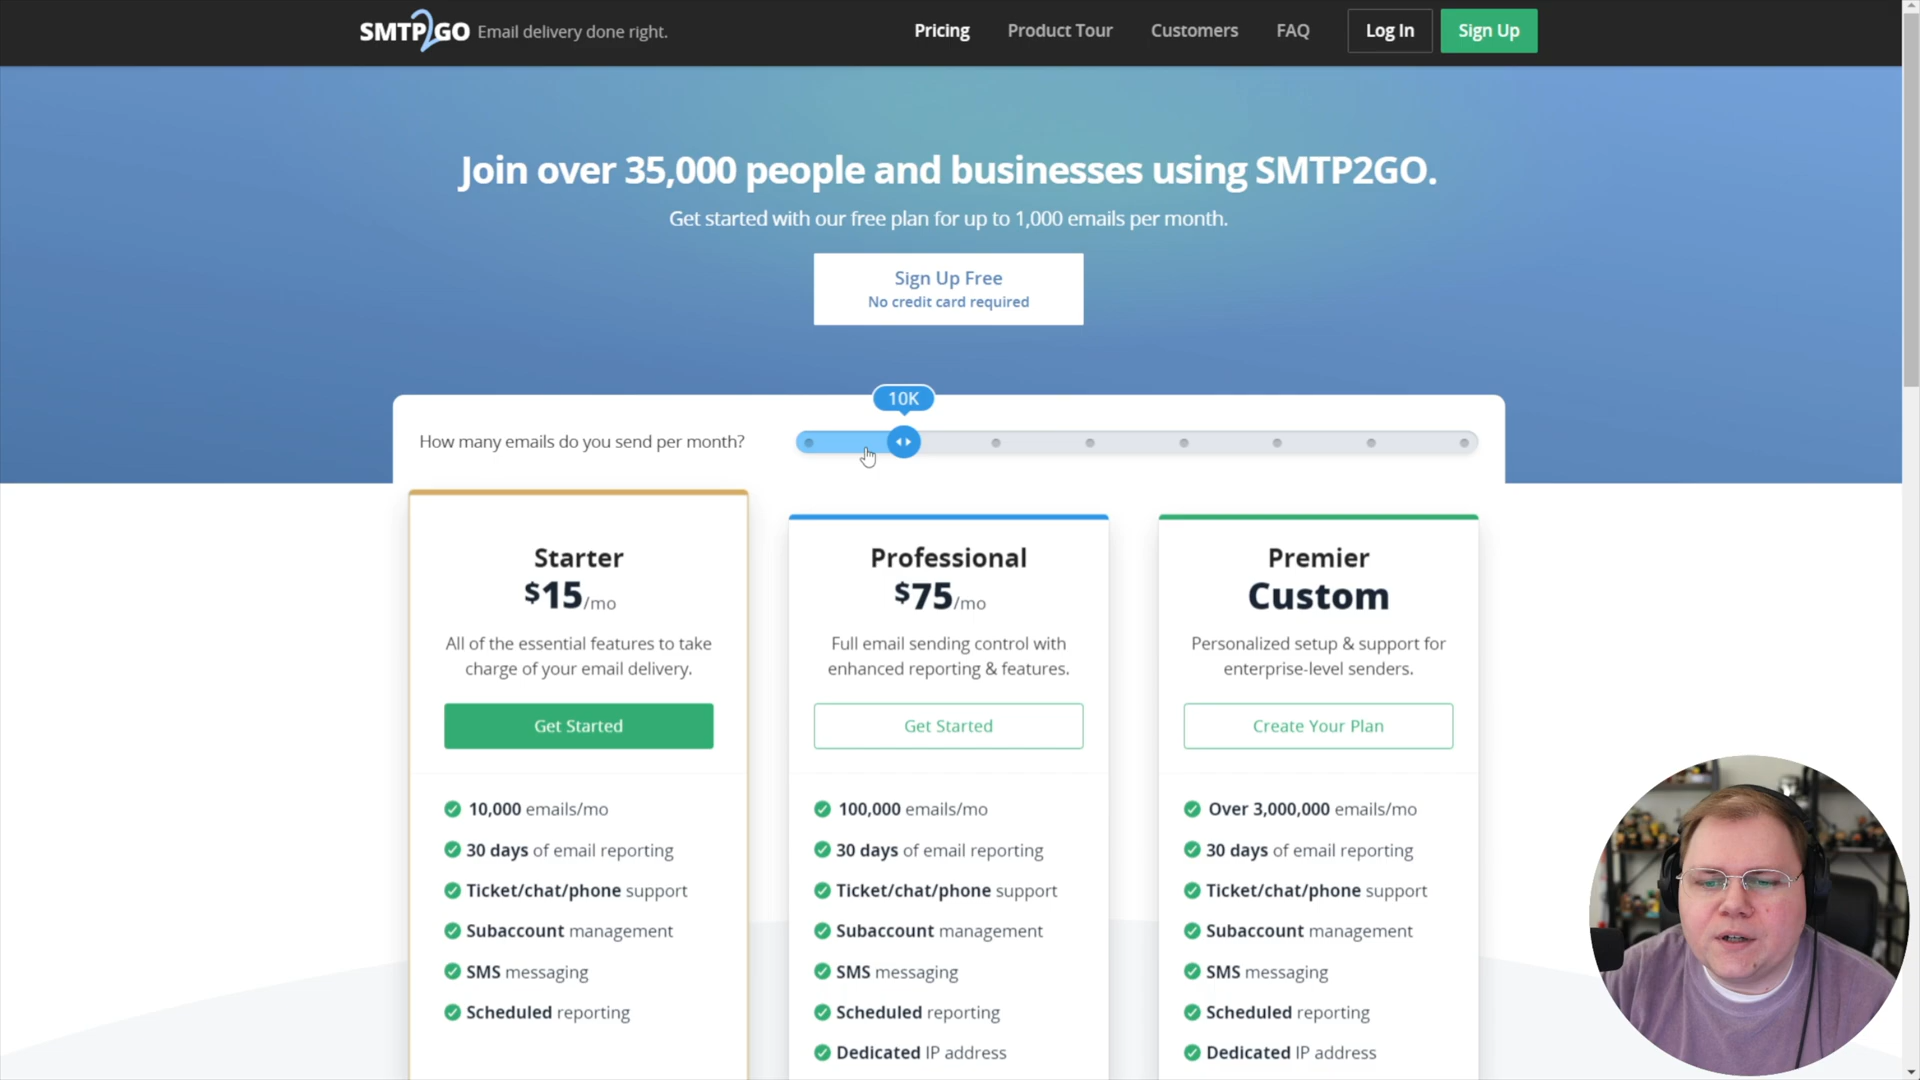 SMTP2GO Email delivery done right.
Pricing Product Tour Customers FAQ Log In Sign Up
Join over 35,000 people and businesses using SMTP2GO.
Get started with our free plan for up to 1,000 emails per month.
Sign Up Free
No credit card required
10K
How many emails do you send per month?
Starter
$15/mo
All of the essential features to take
charge of your email delivery.
Get Started
10,000 emails/mo
30 days of email reporting
Ticket/chat/phone support
Subaccount management
SMS messaging
Scheduled reporting
Professional
$75/mo
Full email sending control with
enhanced reporting & features.
Get Started
100,000 emails/mo
30 days of email reporting
Ticket/chat/phone support
Subaccount management
SMS messaging
Scheduled reporting
Dedicated IP address
Premier
Custom
Personalized setup & support for
enterprise-level senders.
Create Your Plan
Over 3,000,000 emails/mo
30 days of email reporting
Ticket/chat/phone support
Subaccount management
SMS messaging
Scheduled reporting
Dedicated IP address